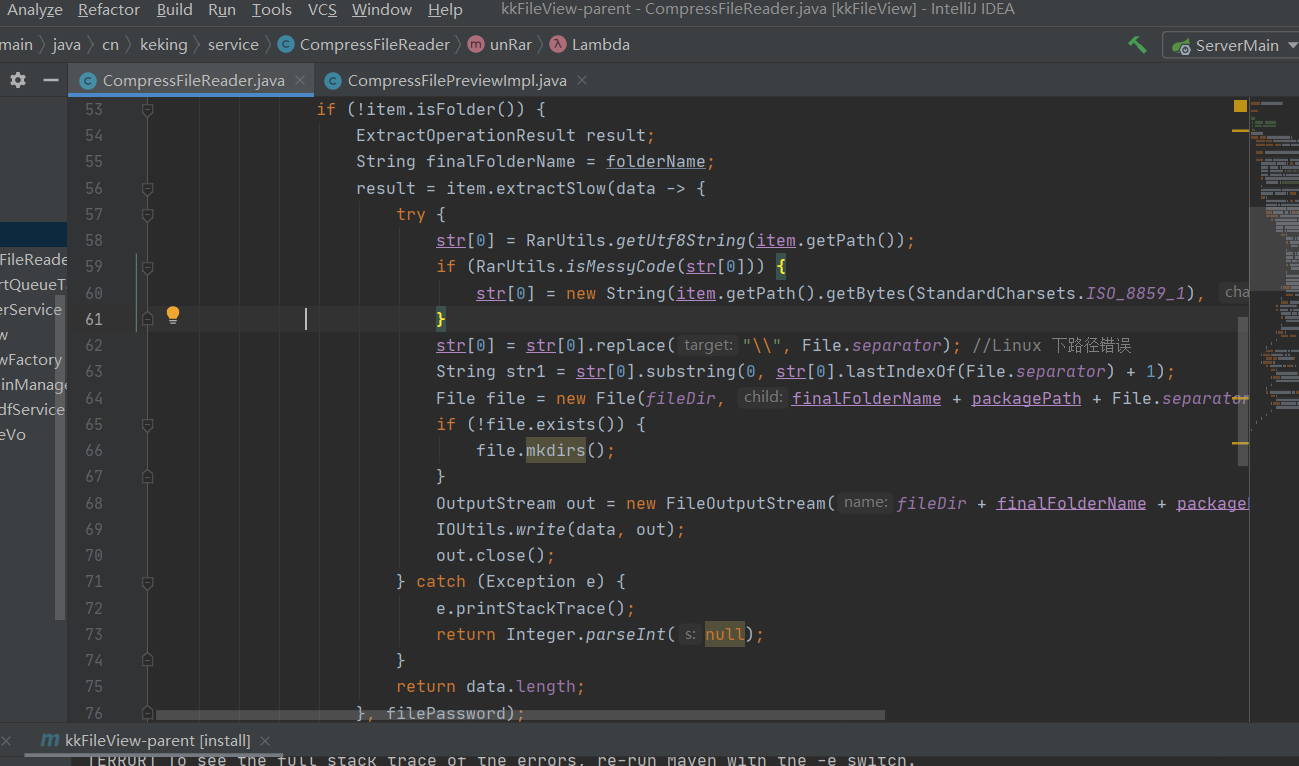 Analyze Refactor Build Run Tools VCS Window Help kkFileView-parent - CompressFileReader.java [kkFileView] - IntelliJ IDEA
main java cn keking service CompressFileReader unRar Lambda ServerMain
CompressFileReader.java CompressFilePreviewImpl.java
53 if (!item.isFolder()) {
54 ExtractOperationResult result;
55 String finalFolderName = folderName;
56 result = item.extractSlow(data -> {
57 try {
58 str[0] = RarUtils.getUtf8String(item.getPath());
59 if (RarUtils.isMessyCode(str[0])) {
60 str[0] = new String(item.getPath().getBytes(StandardCharsets.ISO_8859_1), cha
61 }
62 str[0] = str[0].replace( target: "\\", File.separator); //Linux 下路径错误
63 String str1 = str[0].substring(0, str[0].lastIndexOf(File.separator) + 1);
64 File file = new File(fileDir, child: finalFolderName + packagePath + File.separator
65 if (!file.exists()) {
66 file.mkdirs();
67 }
68 OutputStream out = new FileOutputStream( name: fileDir + finalFolderName + package
69 IOUtils.write(data, out);
70 out.close();
71 } catch (Exception e) {
72 e.printStackTrace();
73 return Integer.parseInt( s: null);
74 }
75 return data.length;
76 }, filePassword);
FileReade
rtQueueT
erService
w
wFactory
inManage
dfService
eVo
kkFileView-parent [install]
[ERROR] To see the full stack trace of the errors, re-run Maven with the -e switch.